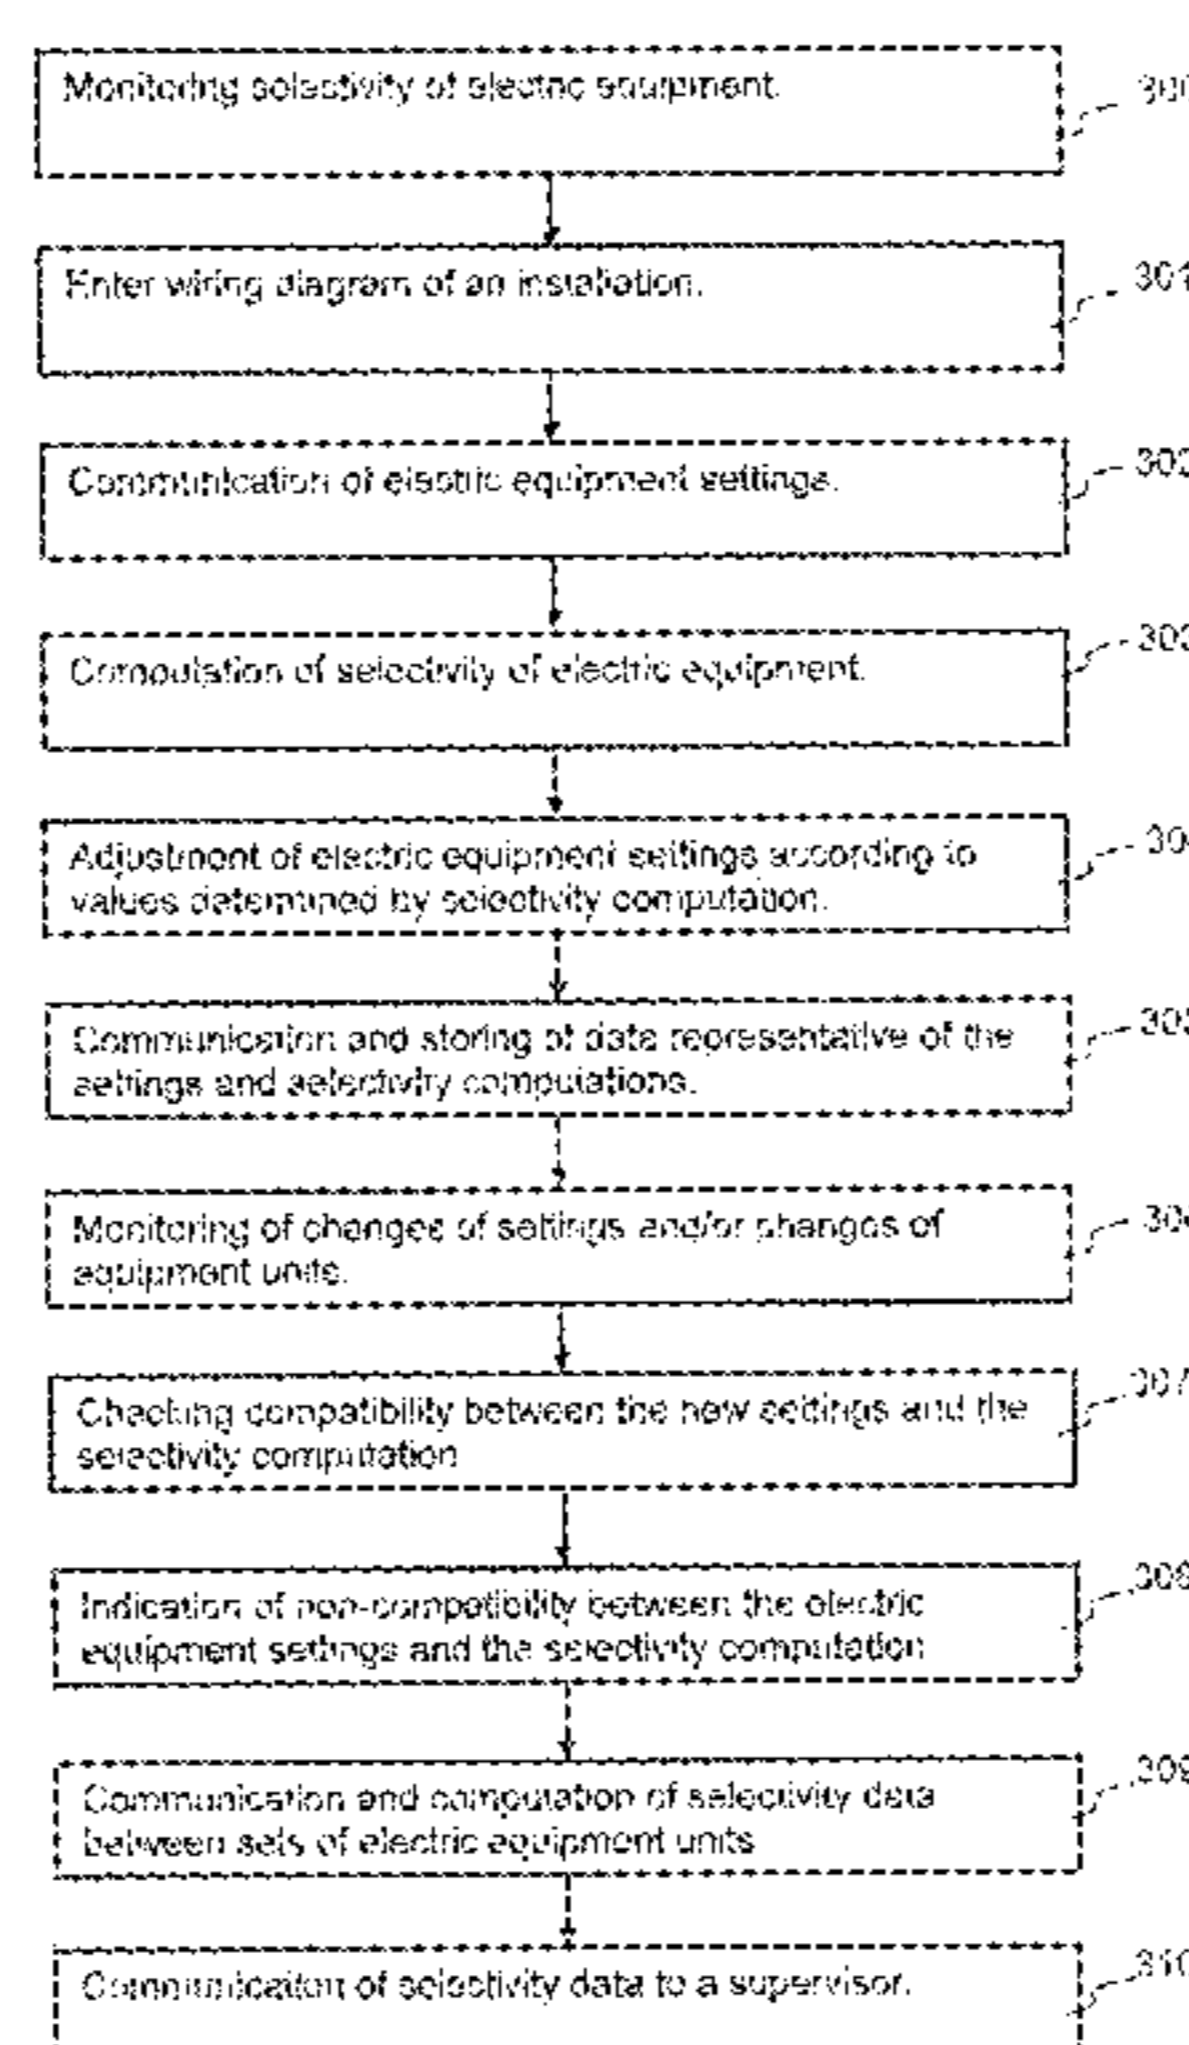 Monitoring selectivity of electric equipment.
300
Enter wiring diagram of an installation.
301
Communication of electric equipment settings.
302
Computation of selectivity of electric equipment.
303
Adjustment of electric equipment settings according to
values determined by selectivity computation.
30
Communication and storing of data representative of the
settings and selectivity computations.
305
Monitoring of changes of settings and/or changes of
equipment units.
306
Checking compatibility between the new settings and the
selectivity computation
307
Indication of non-compatibility between the electric
equipment settings and the selectivity computation
308
Communication and computation of selectivity data
between sets of electric equipment units
309
Communication of selectivity data to a supervisor.
310